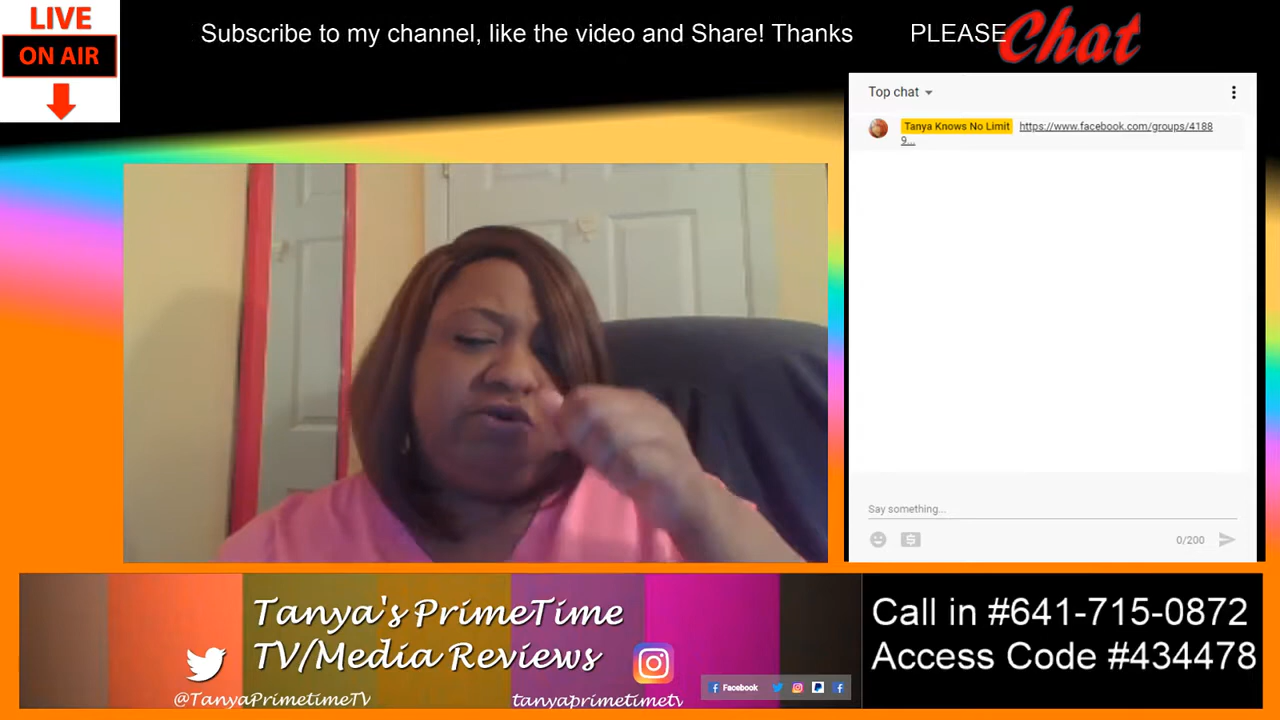 LIVE
ON AIR
Subscribe to my channel, like the video and Share! Thanks
PLEASE Chat
Top chat
Tanya Knows No Limit https://www.facebook.com/groups/4188
9...
Say something...
0/200
Tanya's PrimeTime
TV/Media Reviews
@TanyaPrimetimeTV
tanyaprimetimetv
Facebook
Call in #641-715-0872
Access Code #434478